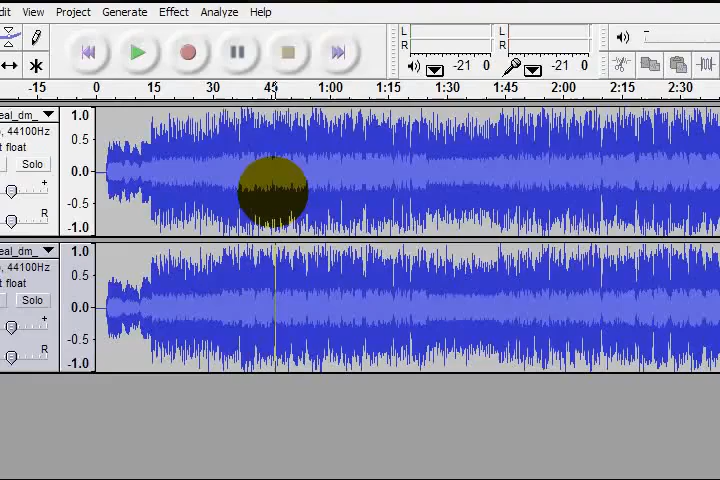 dit View Project Generate Effect Analyze Help
L L
R R
-21 0 -21 0
-15 0 15 30 45 1:00 1:15 1:30 1:45 2:00 2:15 2:30
eal_dm_ 1.0
, 44100Hz
t float 0.5
Solo 0.0
+
-0.5
R
-1.0
eal_dm_ 1.0
, 44100Hz
t float 0.5
Solo 0.0
+
-0.5
R
-1.0